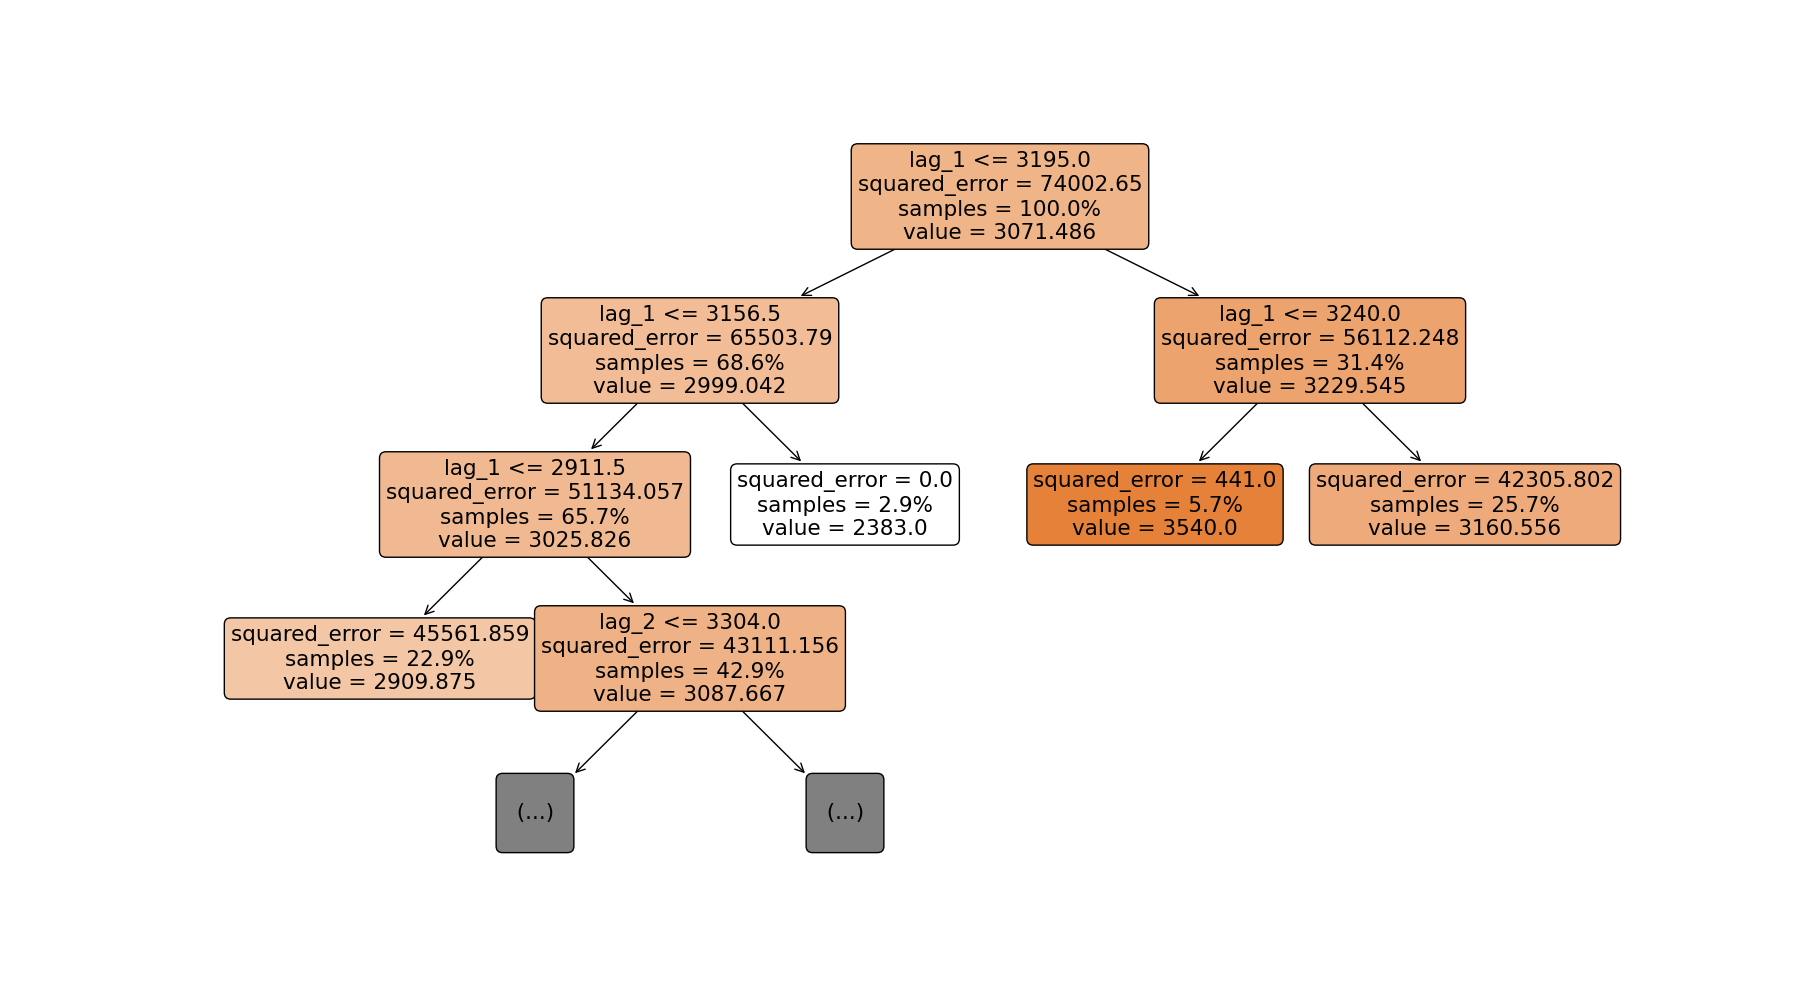 lag_1 <= 3195.0
squared_error = 74002.65
samples = 100.0%
value = 3071.486
lag_1 <= 3156.5
squared_error = 65503.79
samples = 68.6%
value = 2999.042
lag_1 <= 3240.0
squared_error = 56112.248
samples = 31.4%
value = 3229.545
lag_1 <= 2911.5
squared_error = 51134.057
samples = 65.7%
value = 3025.826
squared_error = 0.0
samples = 2.9%
value = 2383.0
squared_error = 441.0
samples = 5.7%
value = 3540.0
squared_error = 42305.802
samples = 25.7%
value = 3160.556
squared_error = 45561.859
samples = 22.9%
value = 2909.875
lag_2 <= 3304.0
squared_error = 43111.156
samples = 42.9%
value = 3087.667
(...)
(...)